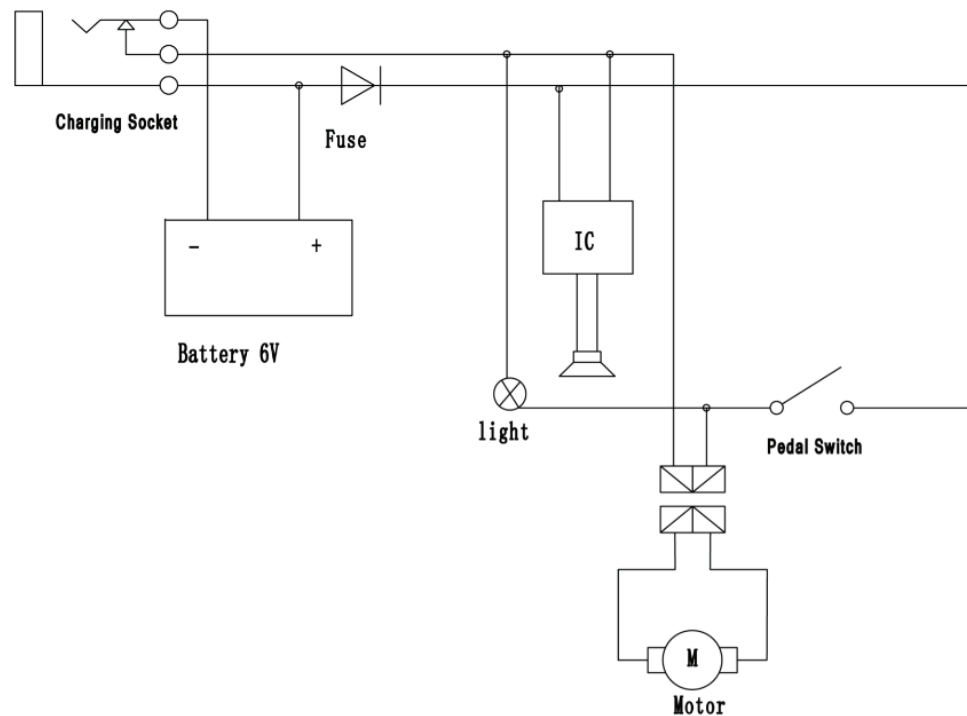 Charging Socket
Fuse
- +
IC
Battery 6V
light
Pedal Switch
M
Motor